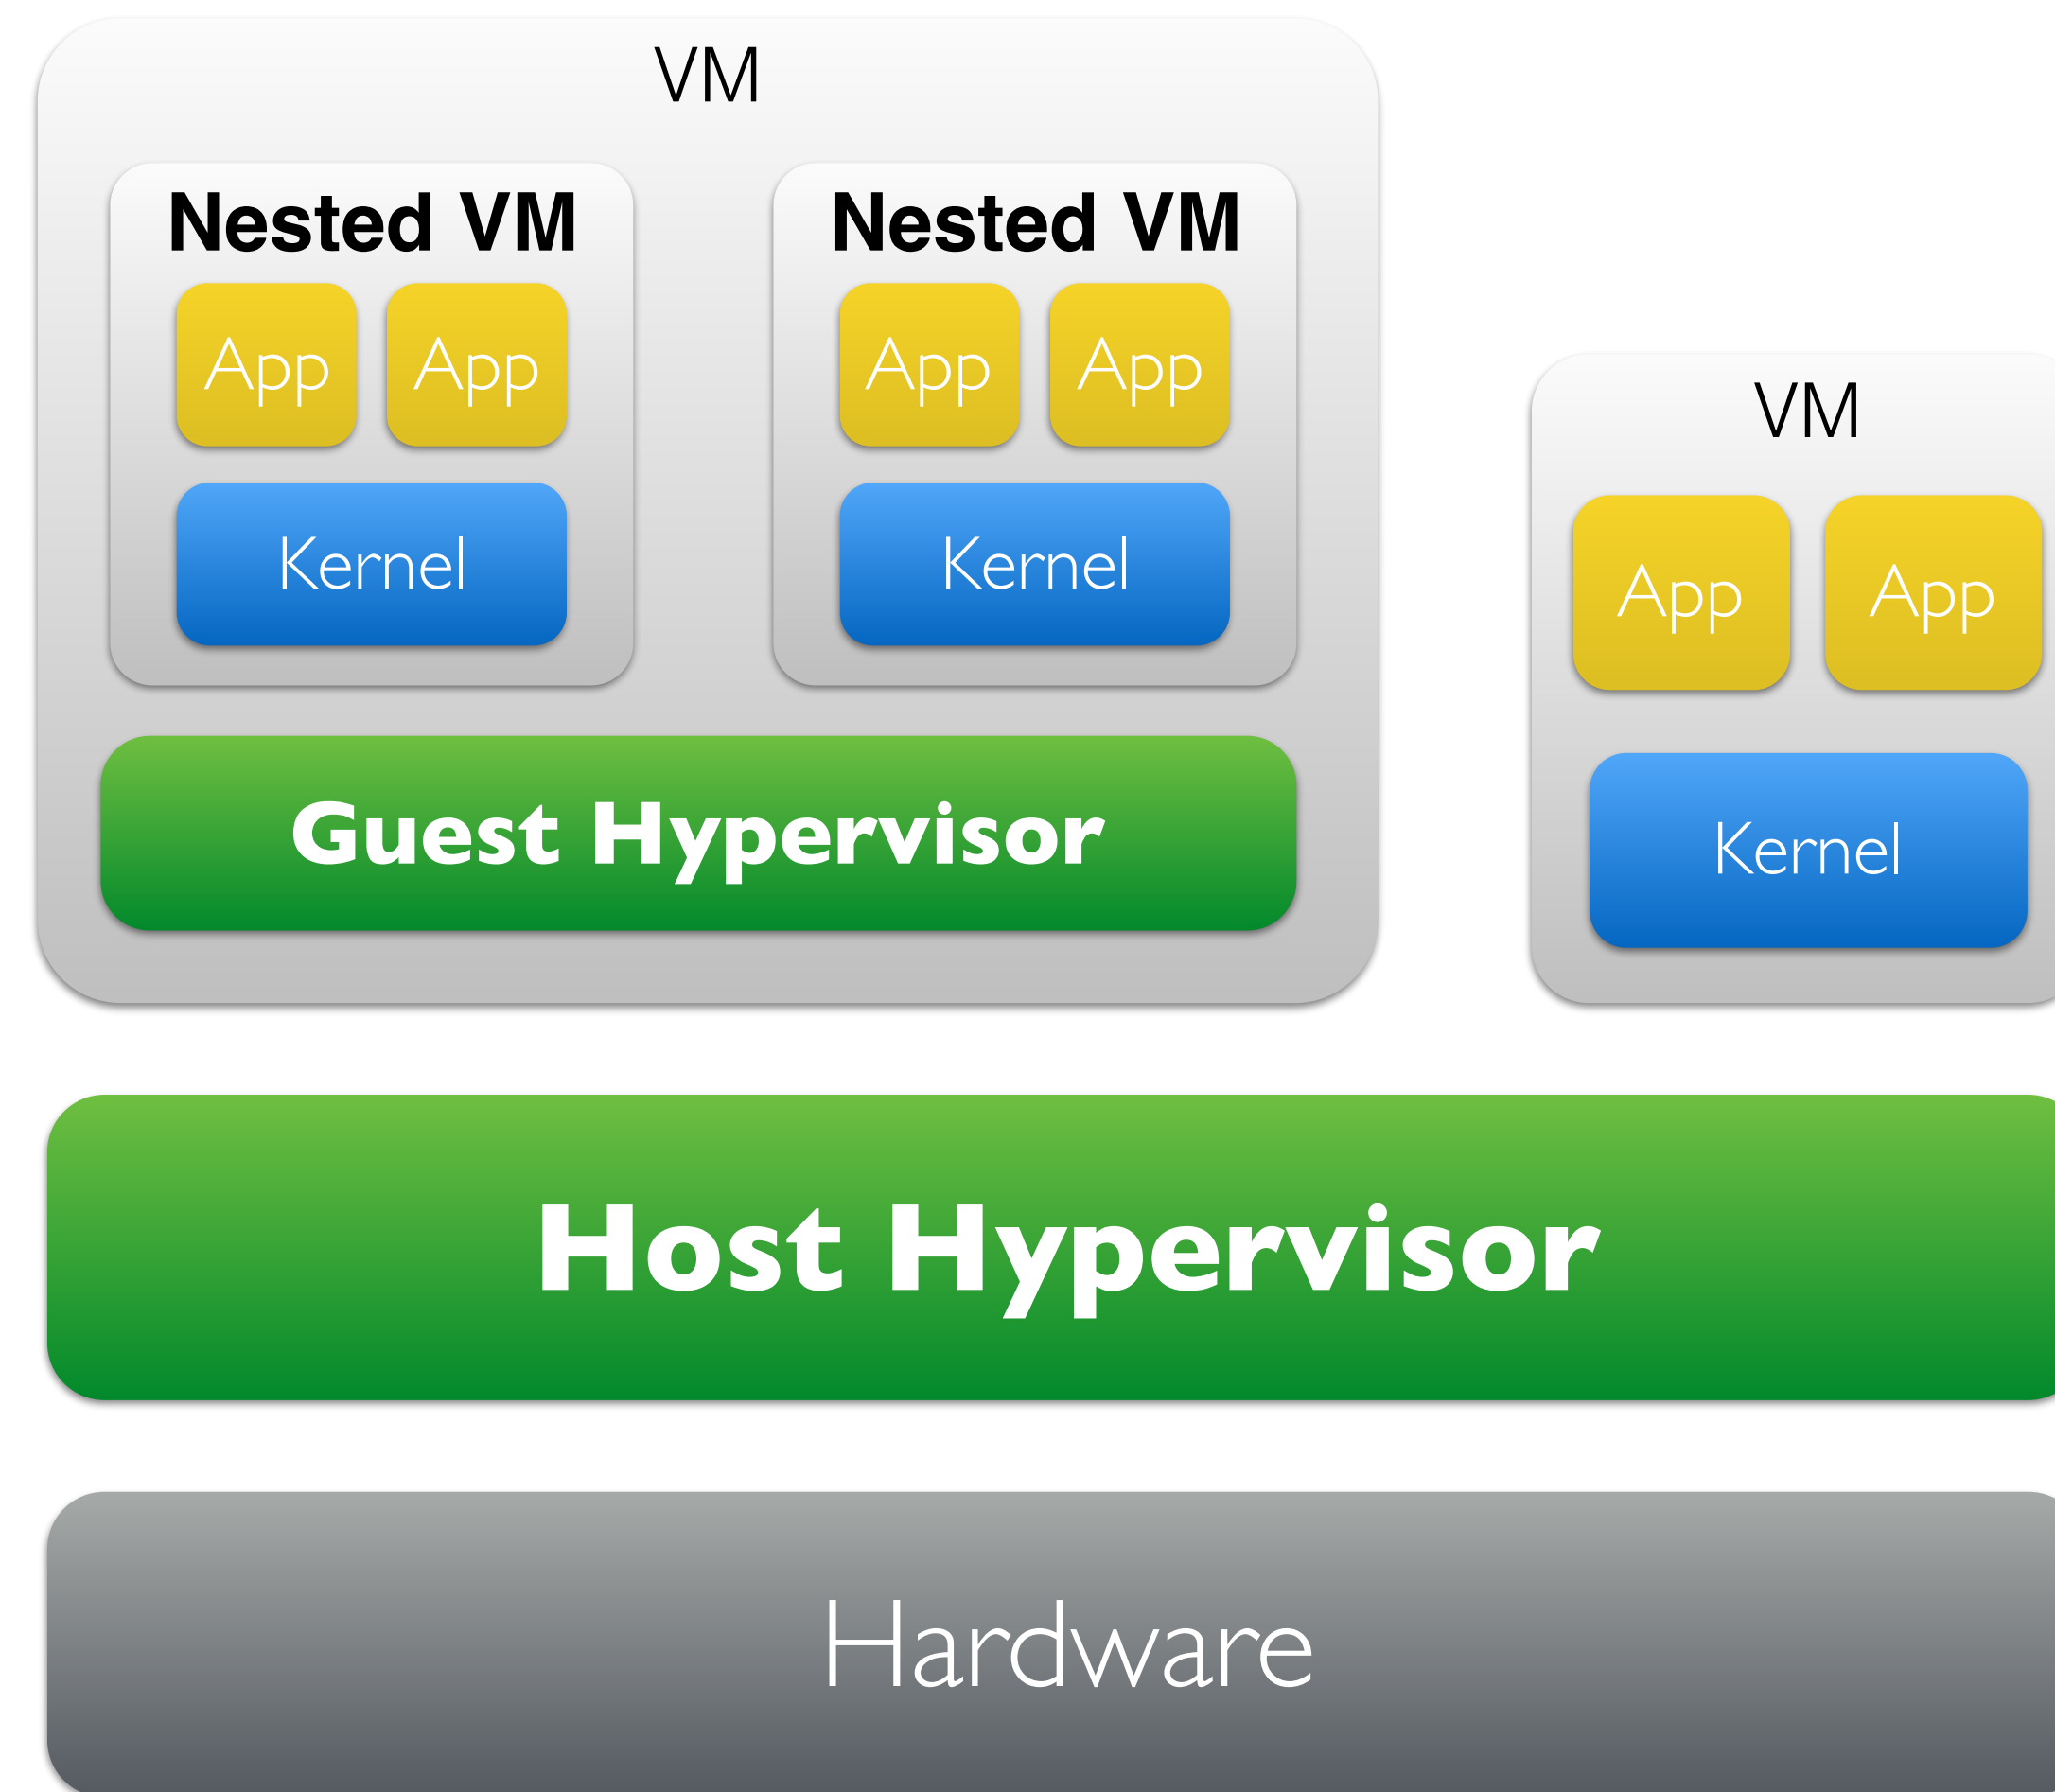 VM
Nested VM
Nested VM
App
App
App
App
Kernel
Kernel
Guest Hypervisor
VM
App
App
Kernel
Host Hypervisor
Hardware